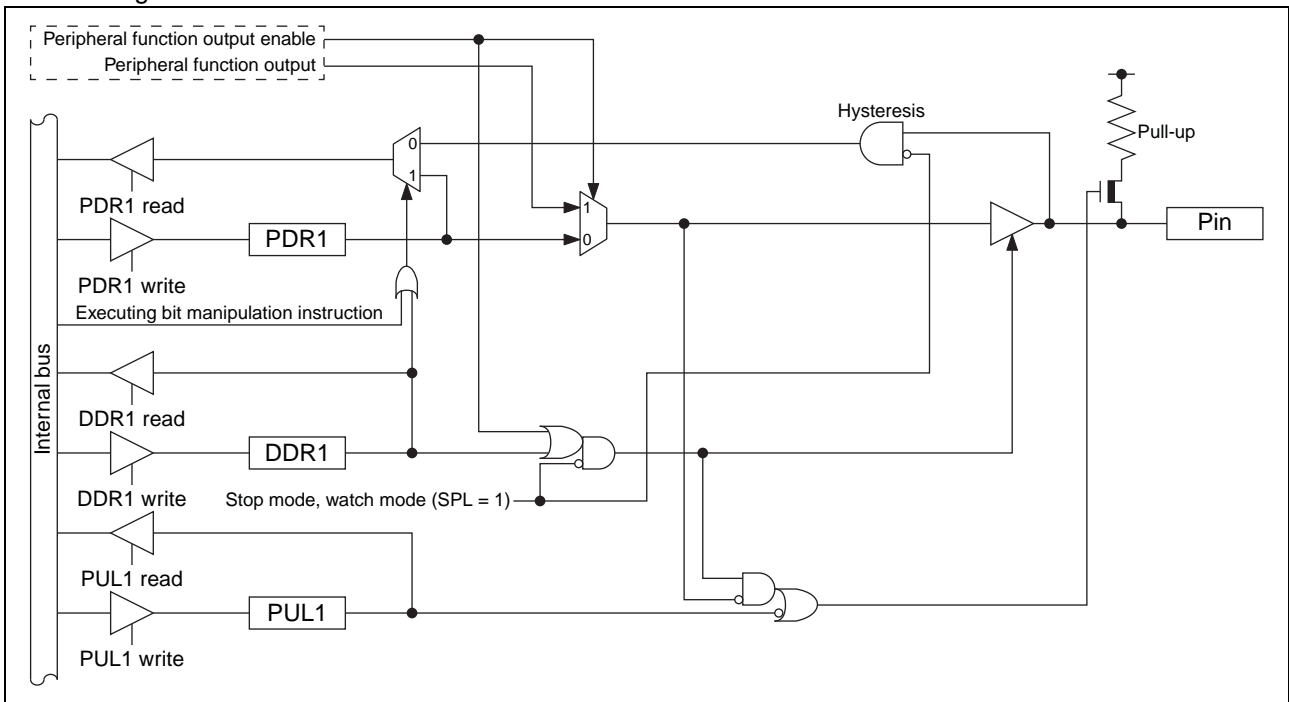 Peripheral function output enable
Peripheral function output
Hysteresis
Pull-up
0
1
PDR1 read
1
Pin
PDR1
0
PDR1 write
Executing bit manipulation instruction
Internal bus
DDR1 read
DDR1
DDR1 write
Stop mode, watch mode (SPL = 1)
PUL1 read
PUL1
PUL1 write